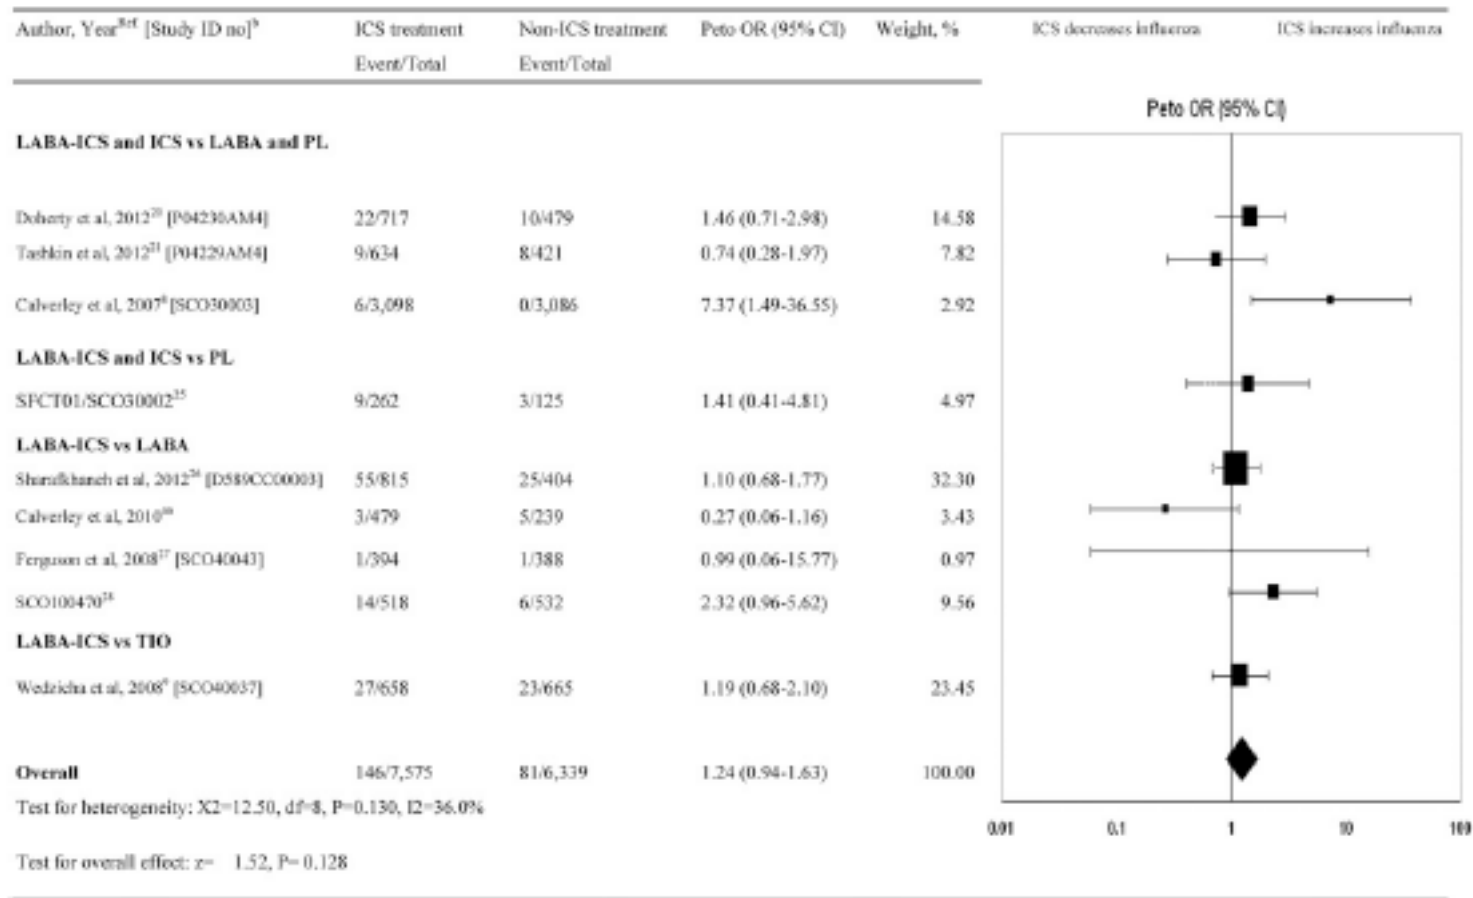 Author, Year^Ref. [Study ID no]^b ICS treatment Non-ICS treatment Peto OR (95% CI) Weight, % ICS decreases influenza ICS increases influenza
Event/Total Event/Total
Peto OR (95% CI)
LABA-ICS and ICS vs LABA and PL
Doherty et al, 2012 [P04230AM4] 22/717 10/479 1.46 (0.71-2.98) 14.58
Tashkin et al, 2012^21 [P04229AM4] 9/634 8/421 0.74 (0.28-1.97) 7.82
Calverley et al, 2007 [SCO30003] 6/3,098 0/3,086 7.37 (1.49-36.55) 2.92
LABA-ICS and ICS vs PL
SFCT01/SCO30002^25 9/262 3/125 1.41 (0.41-4.81) 4.97
LABA-ICS vs LABA
Sharafkhaneh et al, 2012^26 [D589CC00003] 55/815 25/404 1.10 (0.68-1.77) 32.30
Calverley et al, 2010 3/479 5/239 0.27 (0.06-1.16) 3.43
Ferguson et al, 2008^27 [SCO40043] 1/394 1/388 0.99 (0.06-15.77) 0.97
SCO100470^28 14/518 6/532 2.32 (0.96-5.62) 9.56
LABA-ICS vs TIO
Wedzicha et al, 2008 [SCO40037] 27/658 23/665 1.19 (0.68-2.10) 23.45
Overall 146/7,575 81/6,339 1.24 (0.94-1.63) 100.00
Test for heterogeneity: X2=12.50, df=8, P=0.130, I2=36.0%
0.01 0.1 1 10 100
Test for overall effect: z= 1.52, P= 0.128